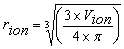 r_ion = ∛((3 × V_ion) / (4 × π))